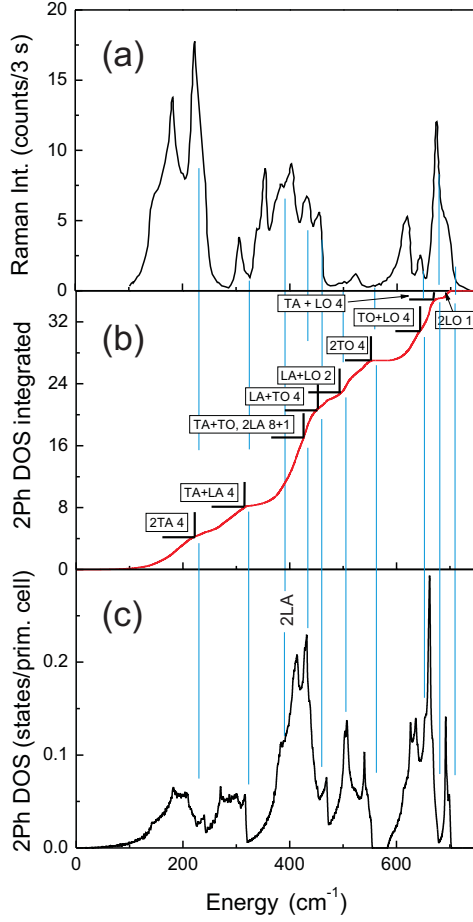 20
15
10
5
0
Raman Int. (counts/3 s)
(a)
TA + LO 4
TO+LO 4
2LO 1
2TO 4
LA+LO 2
LA+TO 4
TA+TO, 2LA 8+1
TA+LA 4
2TA 4
32
24
16
8
0
2Ph DOS integrated
(b)
(c)
2LA
0.2
0.1
0.0
2Ph DOS (states/prim. cell)
0 200 400 600
Energy (cm-1)